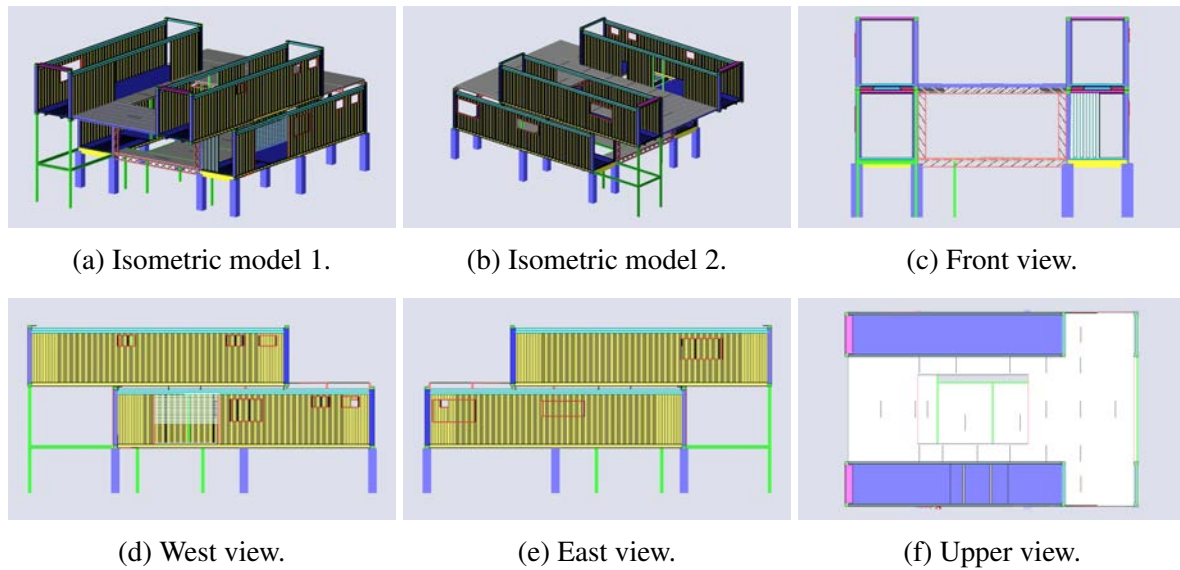 (a) Isometric model 1.
(b) Isometric model 2.
(c) Front view.
(d) West view.
(e) East view.
(f) Upper view.